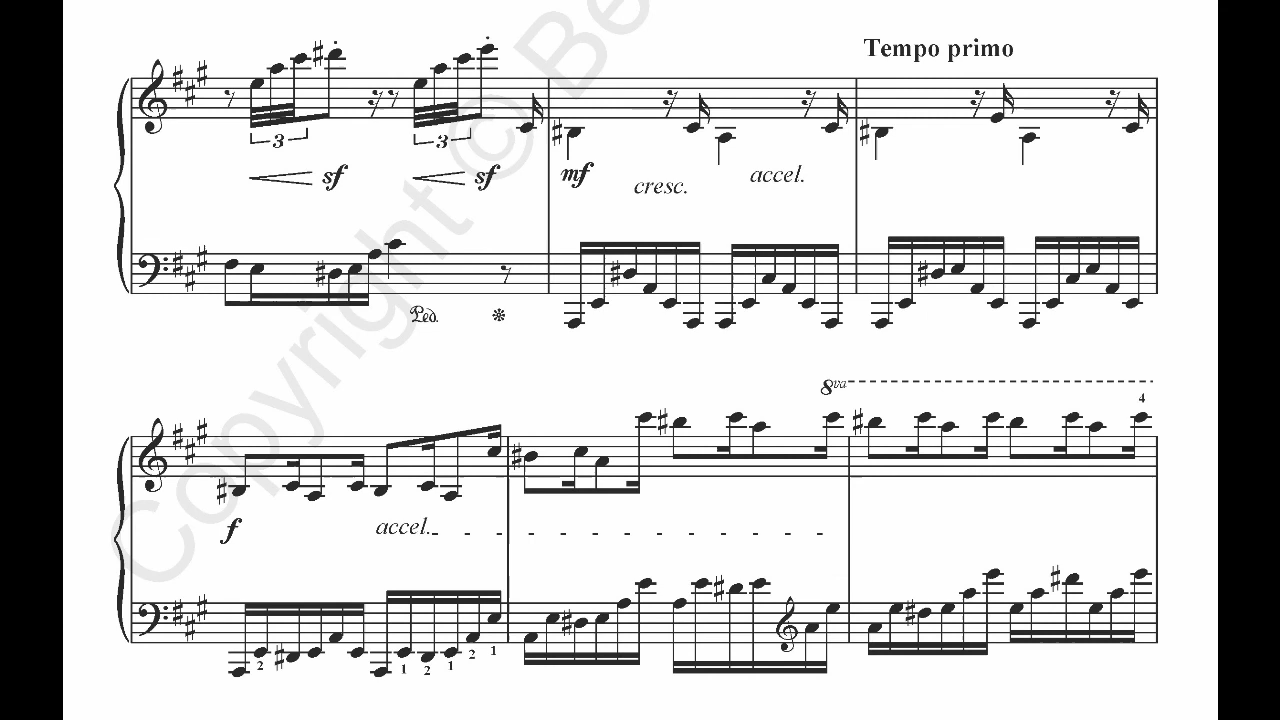 Tempo primo
3 3
sf sf mf cresc. accel.
Ped.
8va
4
f accel.
2 1 2 1 2 1
Copyright © Be